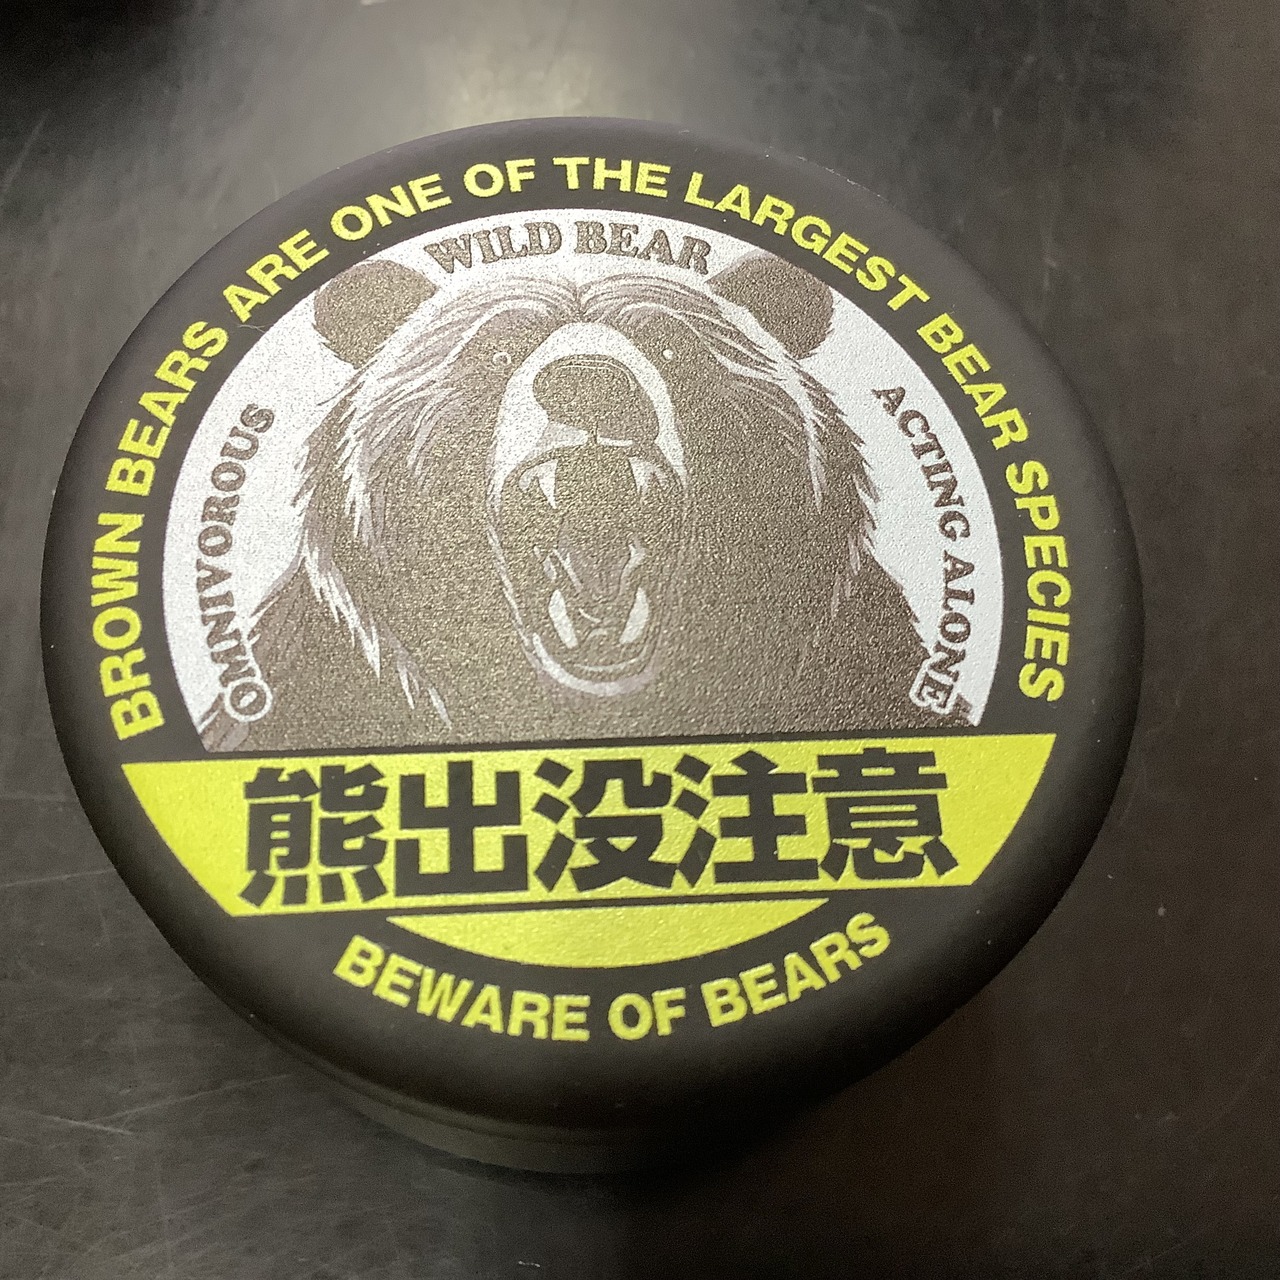 BROWN BEARS ARE ONE OF THE LARGEST BEAR SPECIES
WILD BEAR
OMNIVOROUS
ACTING ALONE
熊出没注意
BEWARE OF BEARS